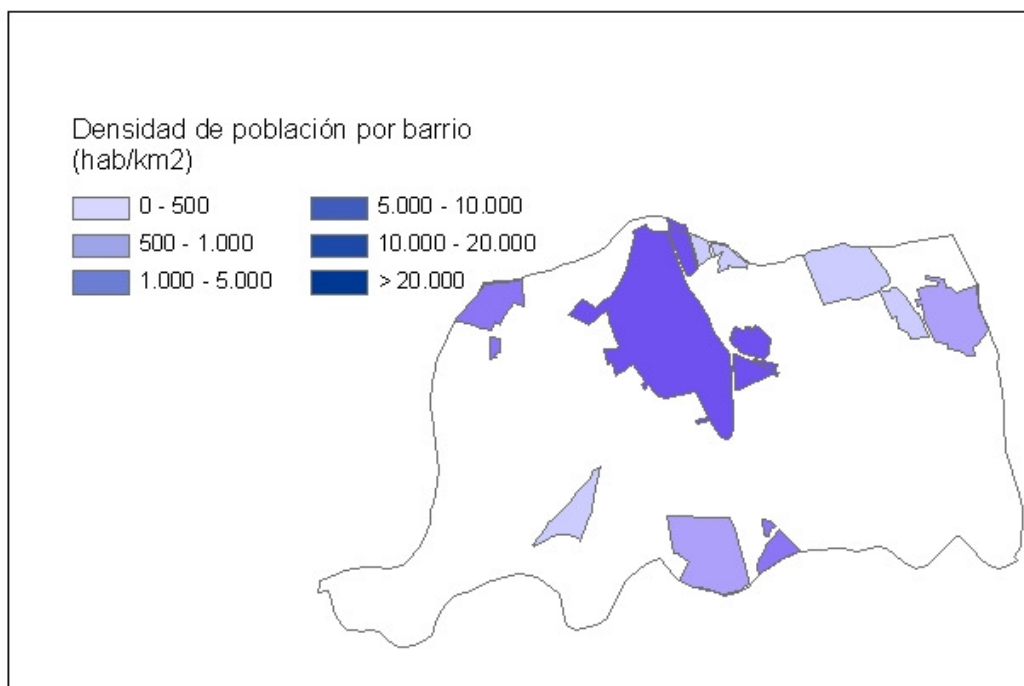 Densidad de población por barrio
(hab/km2)
0 - 500
500 - 1.000
1.000 - 5.000
5.000 - 10.000
10.000 - 20.000
> 20.000